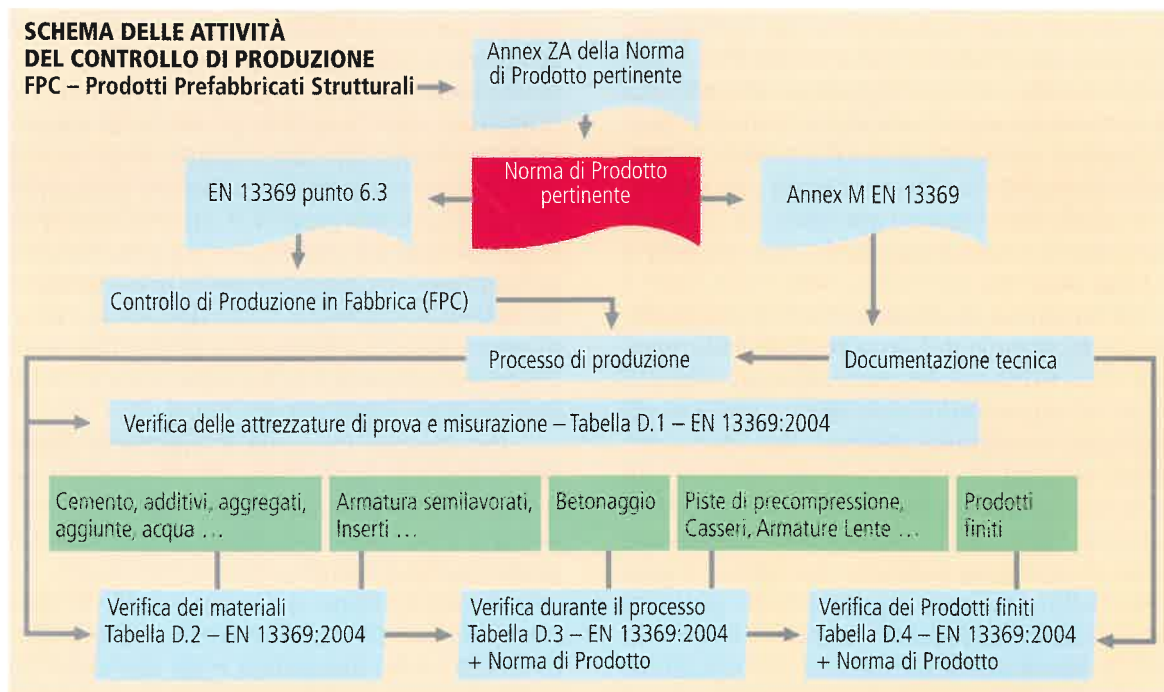 SCHEMA DELLE ATTIVITÀ
DEL CONTROLLO DI PRODUZIONE
FPC – Prodotti Prefabbricati Strutturali
Annex ZA della Norma
di Prodotto pertinente
EN 13369 punto 6.3
Norma di Prodotto
pertinente
Annex M EN 13369
Controllo di Produzione in Fabbrica (FPC)
Processo di produzione
Documentazione tecnica
Verifica delle attrezzature di prova e misurazione – Tabella D.1 – EN 13369:2004
Cemento, additivi, aggregati,
aggiunte, acqua ...
Armatura semilavorati,
Inserti ...
Betonaggio
Piste di precompressione,
Casseri, Armature Lente ...
Prodotti
finiti
Verifica dei materiali
Tabella D.2 – EN 13369:2004
Verifica durante il processo
Tabella D.3 – EN 13369:2004
+ Norma di Prodotto
Verifica dei Prodotti finiti
Tabella D.4 – EN 13369:2004
+ Norma di Prodotto